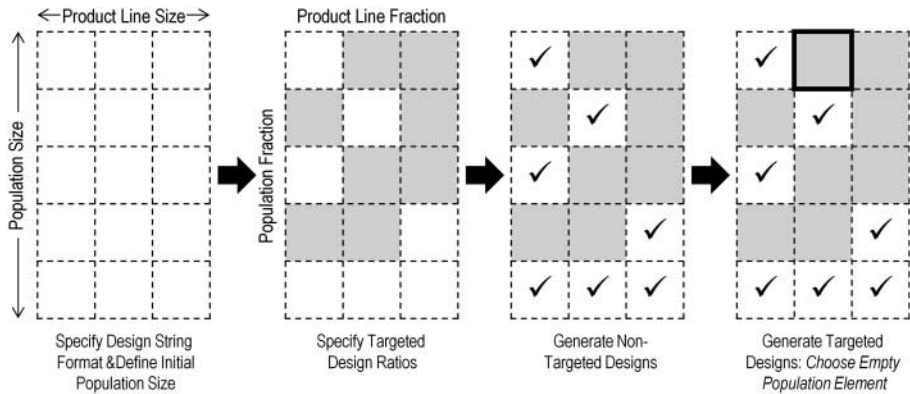 Product Line Size
Product Line Fraction
Population Size
Population Fraction
Specify Design String
Format &Define Initial
Population Size
Specify Targeted
Design Ratios
Generate Non-
Targeted Designs
Generate Targeted
Designs: Choose Empty
Population Element